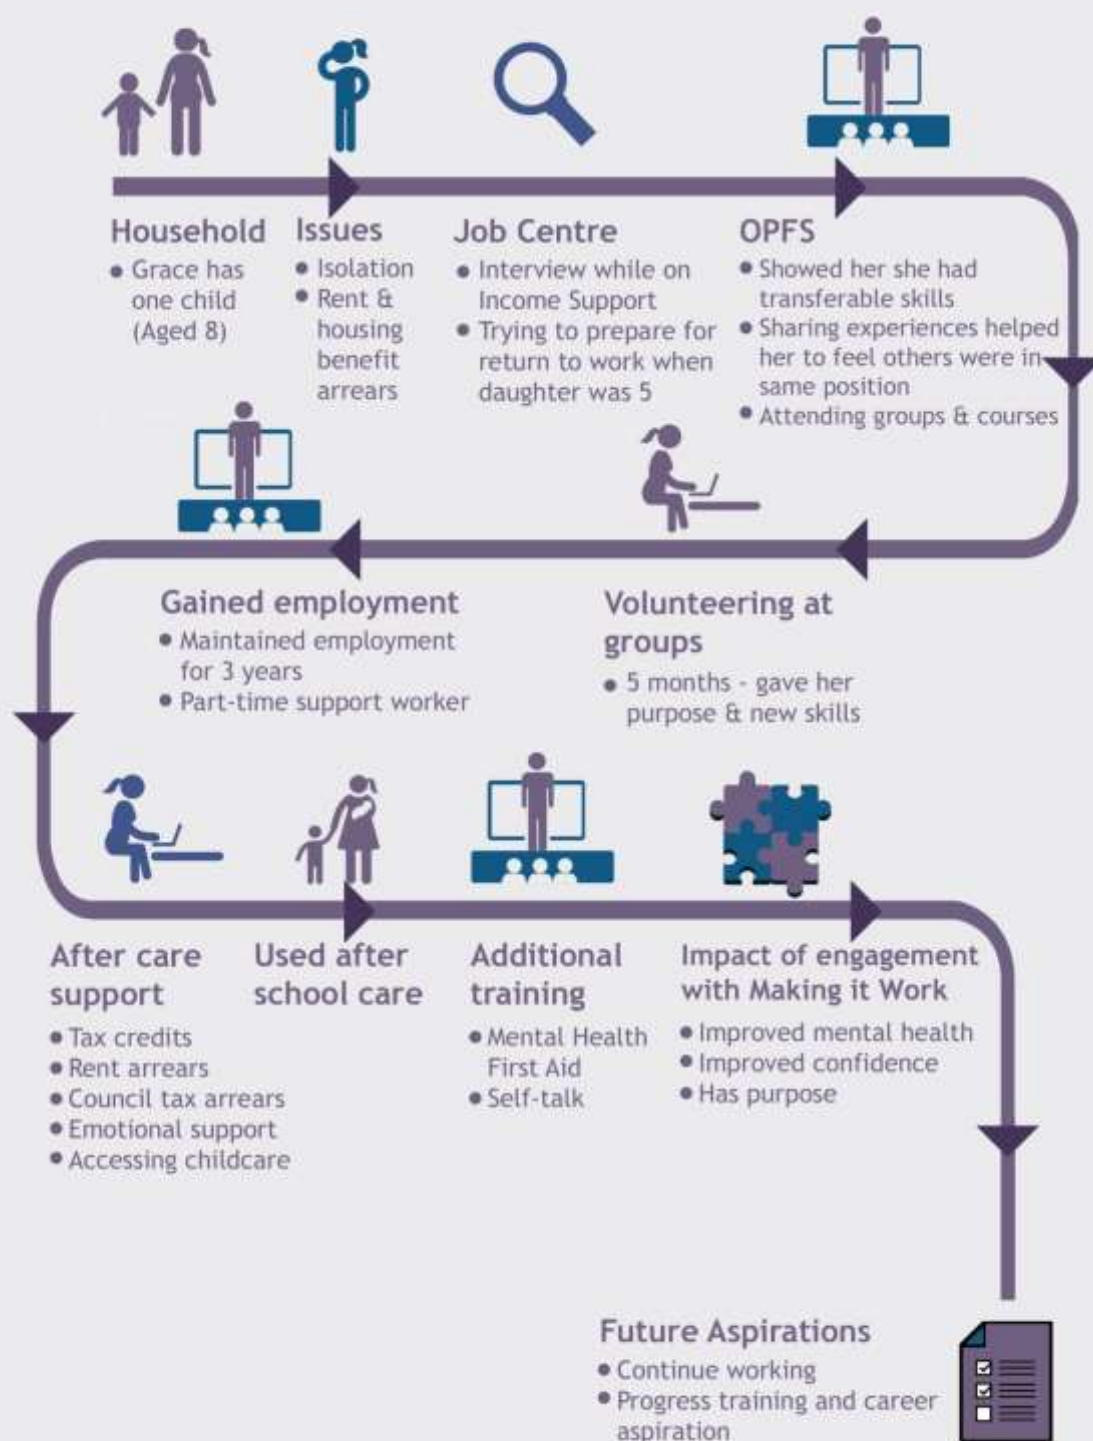 Household
• Grace has
one child
(Aged 8)
Issues
• Isolation
• Rent &
housing
benefit
arrears
Job Centre
• Interview while on
Income Support
• Trying to prepare for
return to work when
daughter was 5
OPFS
• Showed her she had
transferable skills
• Sharing experiences helped
her to feel others were in
same position
• Attending groups & courses
Volunteering at
groups
• 5 months - gave her
purpose & new skills
Gained employment
• Maintained employment
for 3 years
• Part-time support worker
After care
support
• Tax credits
• Rent arrears
• Council tax arrears
• Emotional support
• Accessing childcare
Used after
school care
Additional
training
• Mental Health
First Aid
• Self-talk
Impact of engagement
with Making it Work
• Improved mental health
• Improved confidence
• Has purpose
Future Aspirations
• Continue working
• Progress training and career
aspiration